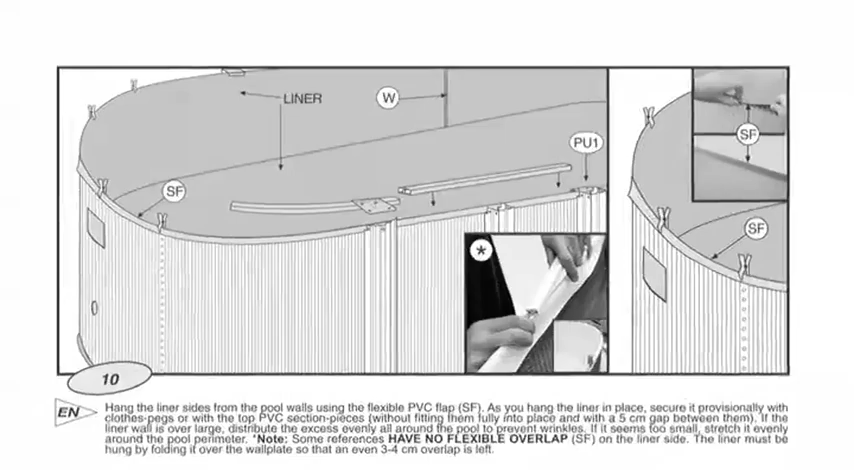 LINER
W
PU1
SF
SF
SF
*
10
EN
Hang the liner sides from the pool walls using the flexible PVC flap (SF). As you hang the liner in place, secure it provisionally with
clothes-pegs or with the top PVC section-pieces (without fitting them fully into place and with a 5 cm gap between them). If the
liner wall is over large, distribute the excess evenly all around the pool to prevent wrinkles. If it seems too small, stretch it evenly
around the pool perimeter. *Note: Some references HAVE NO FLEXIBLE OVERLAP (SF) on the liner side. The liner must be
hung by folding it over the wallplate so that an even 3-4 cm overlap is left.